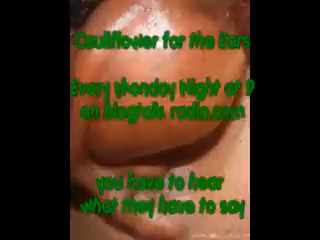 Cauliflower for the Ears
Every Monday Night at 9
on blogtalk radio.com
you have to hear
what they have to say